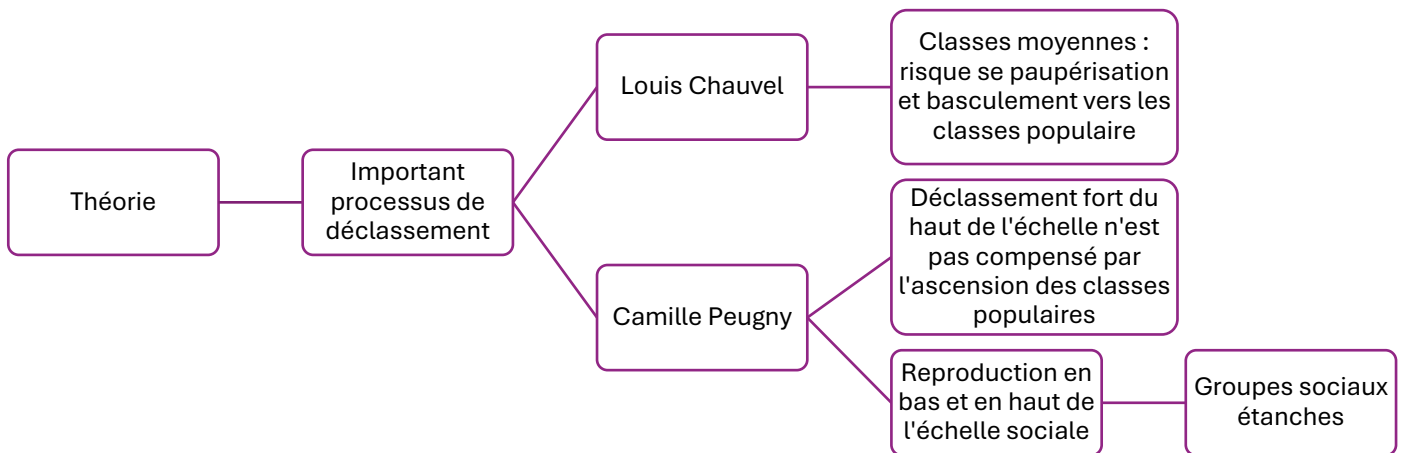 Théorie
Important
processus de
déclassement
Louis Chauvel
Classes moyennes :
risque se paupérisation
et basculement vers les
classes populaire
Camille Peugny
Déclassement fort du
haut de l'échelle n'est
pas compensé par
l'ascension des classes
populaires
Reproduction en
bas et en haut de
l'échelle sociale
Groupes sociaux
étanches